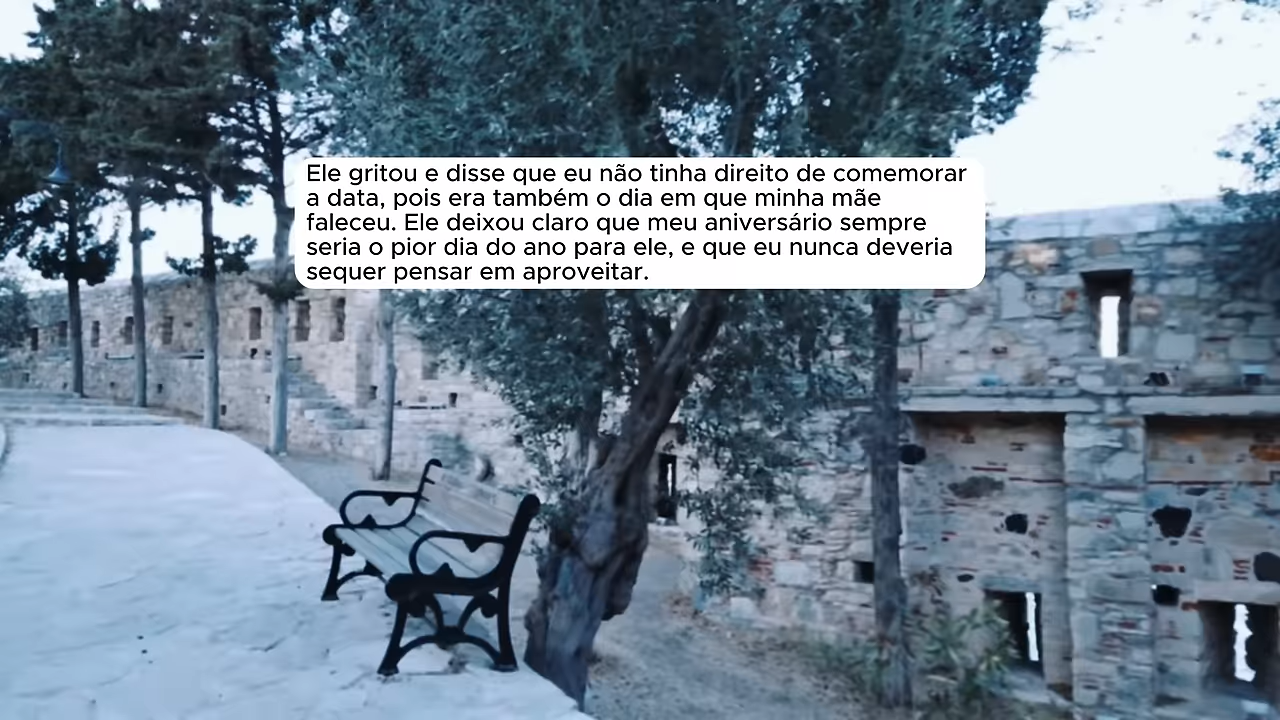 Ele gritou e disse que eu não tinha direito de comemorar
a data, pois era também o dia em que minha mãe
faleceu. Ele deixou claro que meu aniversário sempre
seria o pior dia do ano para ele, e que eu nunca deveria
sequer pensar em aproveitar.